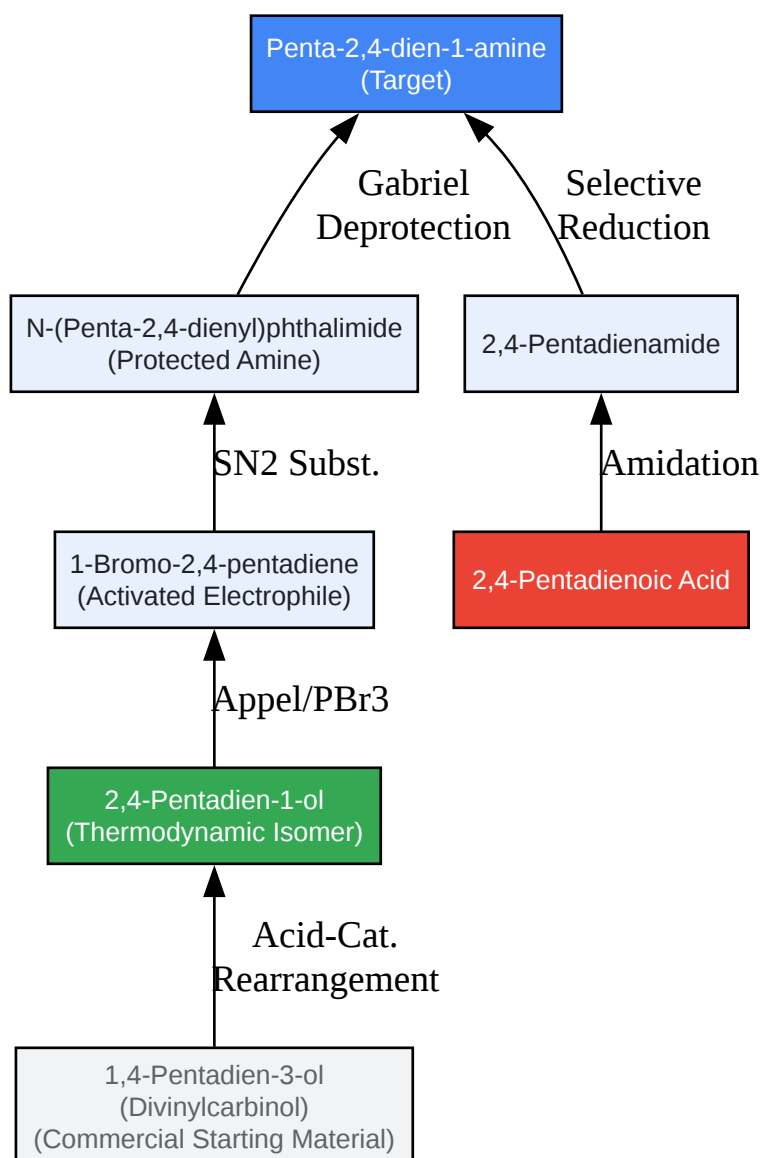 Penta-2,4-dien-1-amine
(Target)
Gabriel
Deprotection
Selective
Reduction
N-(Penta-2,4-dienyl)phthalimide
(Protected Amine)
2,4-Pentadienamide
SN2 Subst.
Amidation
1-Bromo-2,4-pentadiene
(Activated Electrophile)
2,4-Pentadienoic Acid
Appel/PBr3
2,4-Pentadien-1-ol
(Thermodynamic Isomer)
Acid-Cat.
Rearrangement
1,4-Pentadien-3-ol
(Divinylcarbinol)
(Commercial Starting Material)